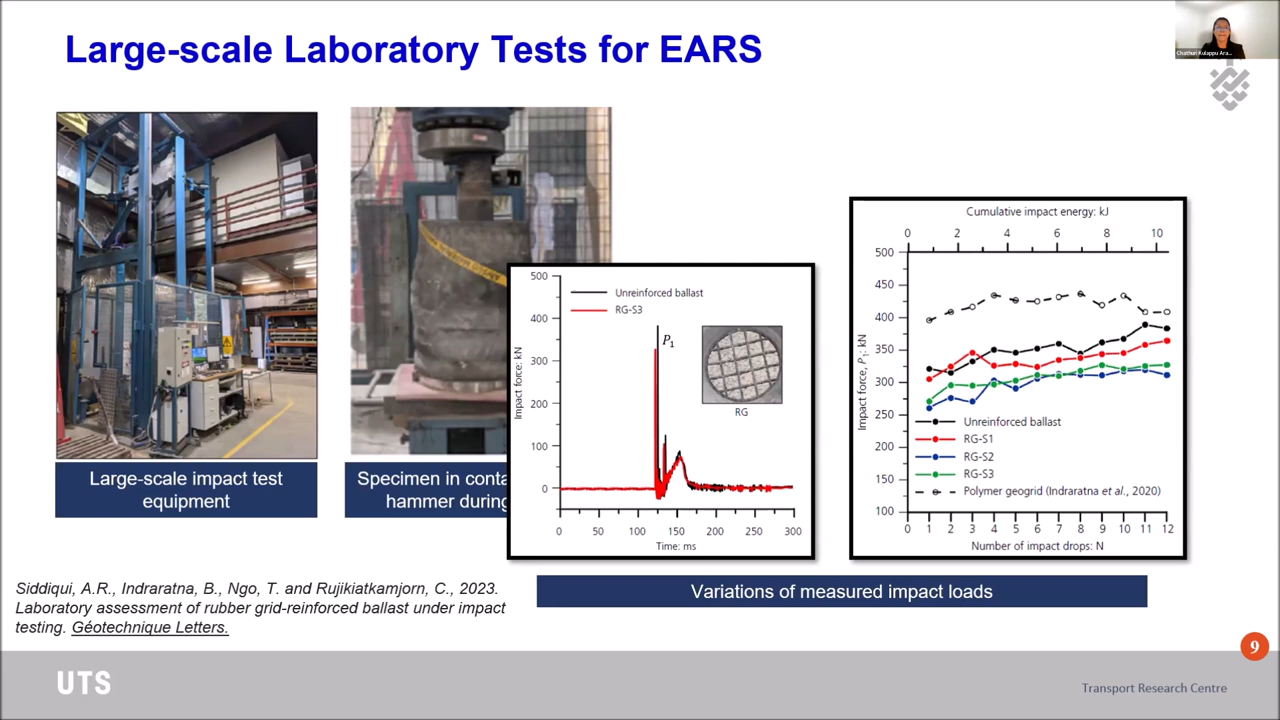 Large-scale Laboratory Tests for EARS
Chathuri Kulappu Ara...
Large-scale impact test
equipment
Specimen in conta
hammer during
500
400
300
200
100
0
Impact force: kN
Unreinforced ballast
RG-S3
P1
RG
0 50 100 150 200 250 300
Time: ms
Cumulative impact energy: kJ
0 2 4 6 8 10
500
450
400
350
300
250
200
150
100
Impact force, P1: kN
Unreinforced ballast
RG-S1
RG-S2
RG-S3
Polymer geogrid (Indraratna et al., 2020)
0 1 2 3 4 5 6 7 8 9 10 11 12
Number of impact drops: N
Variations of measured impact loads
Siddiqui, A.R., Indraratna, B., Ngo, T. and Rujikiatkamjorn, C., 2023.
Laboratory assessment of rubber grid-reinforced ballast under impact
testing. Géotechnique Letters.
9
UTS
Transport Research Centre